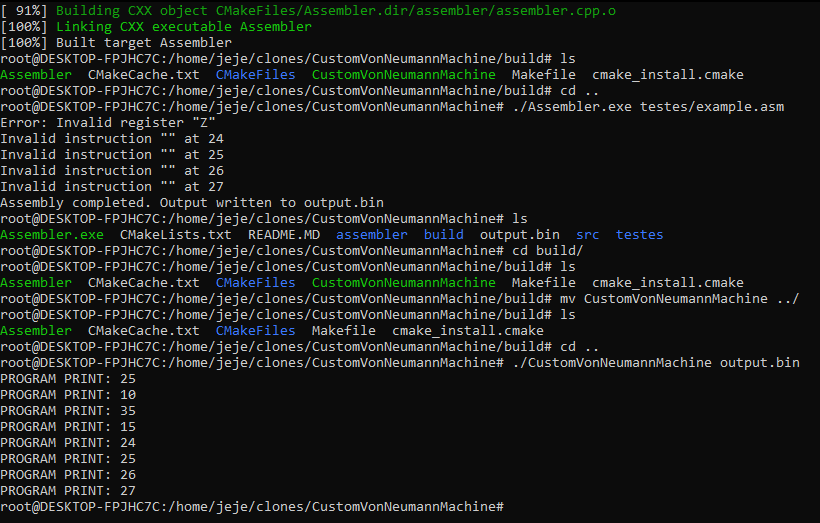 [ 91%] Building CXX object CMakeFiles/Assembler.dir/assembler/assembler.cpp.o
[100%] Linking CXX executable Assembler
[100%] Built target Assembler
root@DESKTOP-FPJHC7C:/home/jeje/clones/CustomVonNeumannMachine/build# ls
Assembler  CMakeCache.txt  CMakeFiles  CustomVonNeumannMachine  Makefile  cmake_install.cmake
root@DESKTOP-FPJHC7C:/home/jeje/clones/CustomVonNeumannMachine/build# cd ..
root@DESKTOP-FPJHC7C:/home/jeje/clones/CustomVonNeumannMachine# ./Assembler.exe testes/example.asm
Error: Invalid register "Z"
Invalid instruction "" at 24
Invalid instruction "" at 25
Invalid instruction "" at 26
Invalid instruction "" at 27
Assembly completed. Output written to output.bin
root@DESKTOP-FPJHC7C:/home/jeje/clones/CustomVonNeumannMachine# ls
Assembler.exe  CMakeLists.txt  README.MD  assembler  build  output.bin  src  testes
root@DESKTOP-FPJHC7C:/home/jeje/clones/CustomVonNeumannMachine# cd build/
root@DESKTOP-FPJHC7C:/home/jeje/clones/CustomVonNeumannMachine/build# ls
Assembler  CMakeCache.txt  CMakeFiles  CustomVonNeumannMachine  Makefile  cmake_install.cmake
root@DESKTOP-FPJHC7C:/home/jeje/clones/CustomVonNeumannMachine/build# mv CustomVonNeumannMachine ../
root@DESKTOP-FPJHC7C:/home/jeje/clones/CustomVonNeumannMachine/build# ls
Assembler  CMakeCache.txt  CMakeFiles  Makefile  cmake_install.cmake
root@DESKTOP-FPJHC7C:/home/jeje/clones/CustomVonNeumannMachine/build# cd ..
root@DESKTOP-FPJHC7C:/home/jeje/clones/CustomVonNeumannMachine# ./CustomVonNeumannMachine output.bin
PROGRAM PRINT: 25
PROGRAM PRINT: 10
PROGRAM PRINT: 35
PROGRAM PRINT: 15
PROGRAM PRINT: 24
PROGRAM PRINT: 25
PROGRAM PRINT: 26
PROGRAM PRINT: 27
root@DESKTOP-FPJHC7C:/home/jeje/clones/CustomVonNeumannMachine#